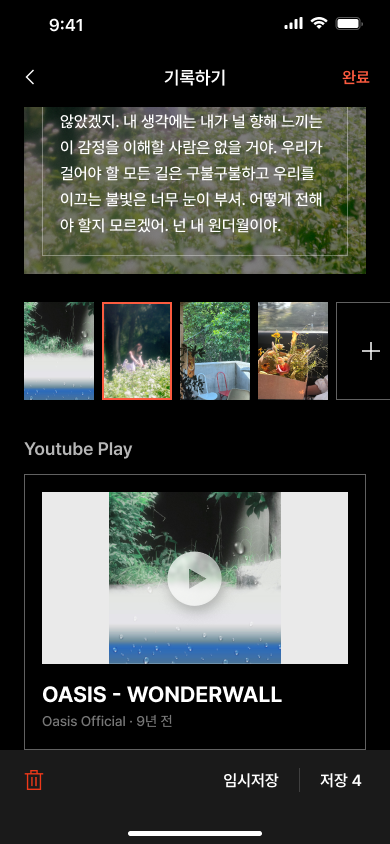 9:41
기록하기
완료
않았겠지. 내 생각에는 내가 널 향해 느끼는
이 감정을 이해할 사람은 없을 거야. 우리가
걸어야 할 모든 길은 구불구불하고 우리를
이끄는 불빛은 너무 눈이 부셔. 어떻게 전해
야 할지 모르겠어. 넌 내 윈더월이야.
Youtube Play
OASIS - WONDERWALL
Oasis Official · 9년 전
임시저장
저장 4